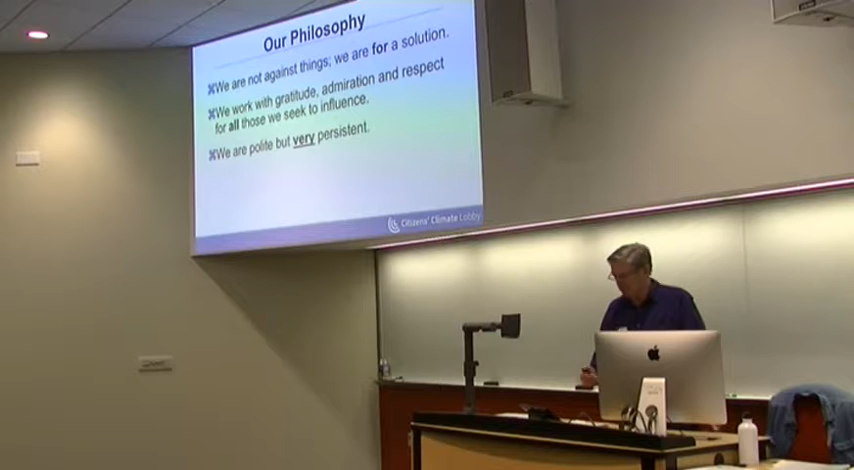 Our Philosophy
⌘We are not against things; we are for a solution.
⌘We work with gratitude, admiration and respect
for all those we seek to influence.
⌘We are polite but very persistent.
Citizens' Climate Lobby